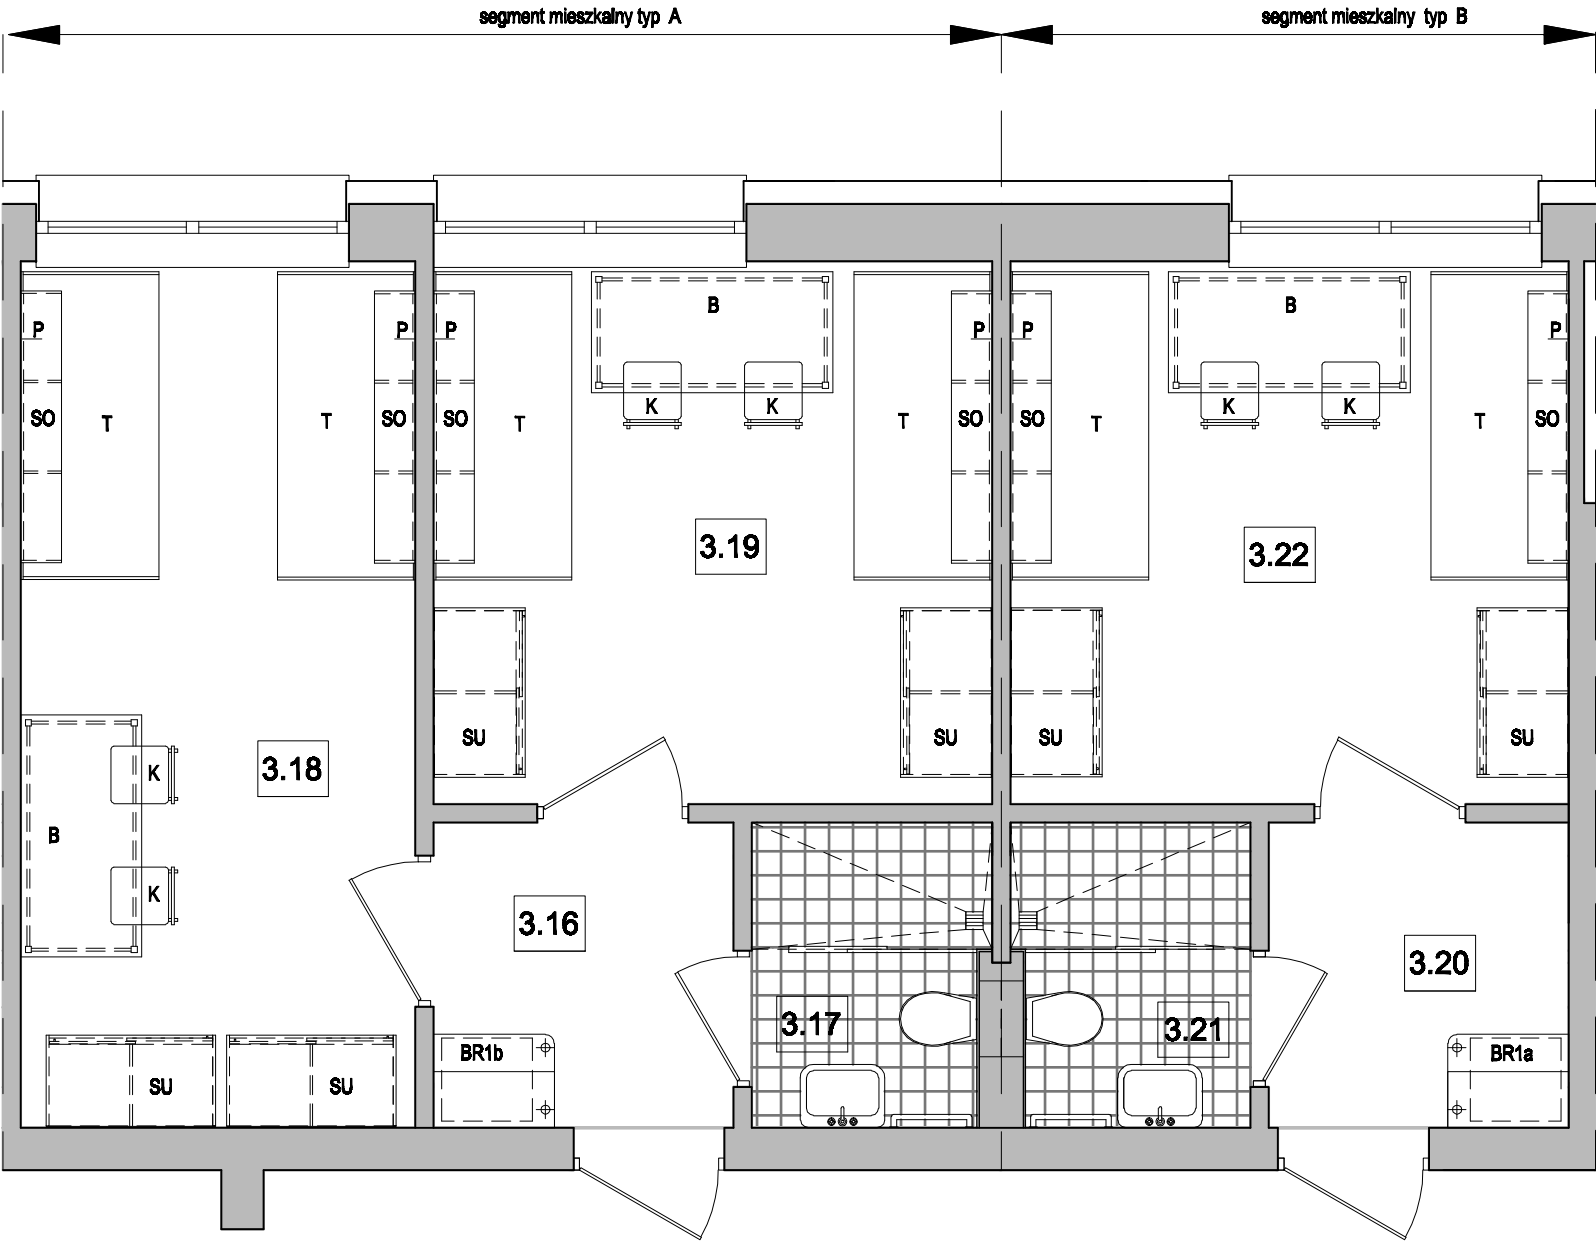 segment mieszkalny typ A
segment mieszkalny typ B
B
B
P
P
P
P
P
P
SO
T
T
SO
SO
T
K
K
T
SO
SO
T
K
K
T
SO
3.19
3.22
SU
SU
SU
SU
3.18
K
B
K
3.16
3.20
3.17
3.21
BR1b
BR1a
SU
SU